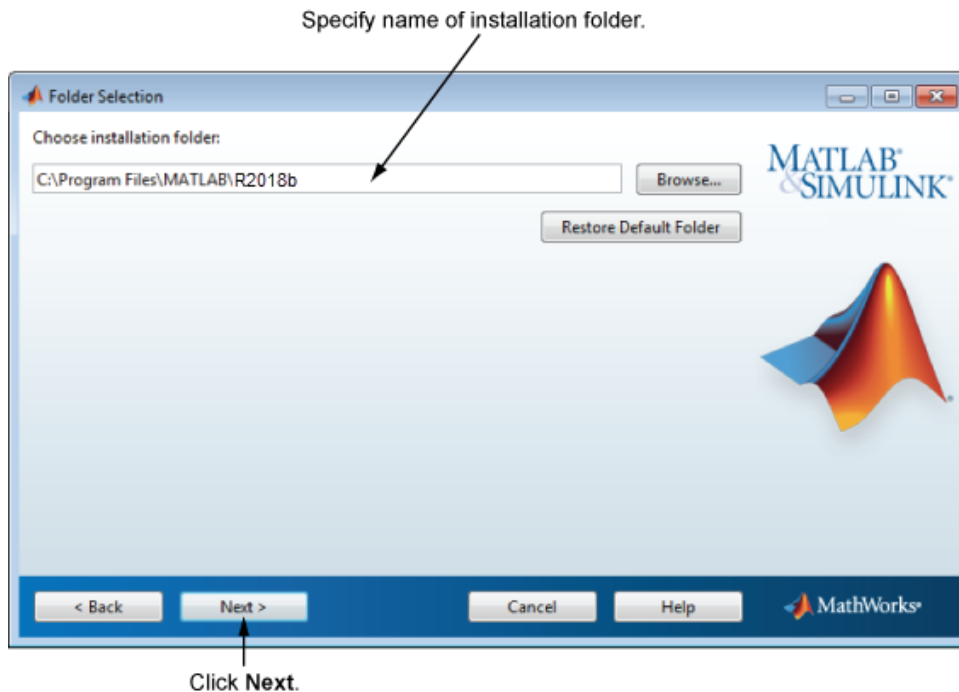 Specify name of installation folder.
Folder Selection
Choose installation folder:
C:\Program Files\MATLAB\R2018b
Browse...
MATLAB®
&SIMULINK®
Restore Default Folder
®
< Back
Next >
Cancel
Help
MathWorks®
Click Next.